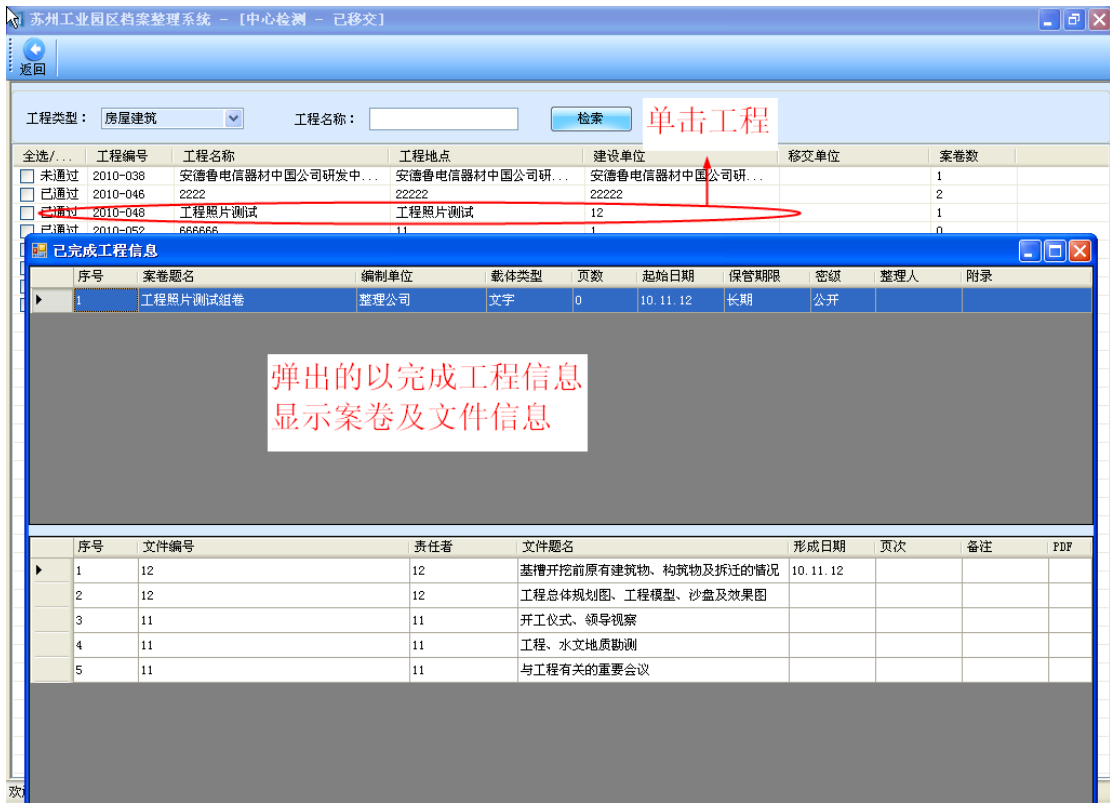 苏州工业园区档案整理系统 - [中心检测 - 已移交]
返回
工程类型： 房屋建筑 工程名称： 检索 单击工程
全选/... 工程编号 工程名称 工程地点 建设单位 移交单位 案卷数
未通过 2010-038 安德鲁电信器材中国公司研发中... 安德鲁电信器材中国公司研... 安德鲁电信器材中国公司研... 1
已通过 2010-046 2222 22222 22222 2
已通过 2010-048 工程照片测试 工程照片测试 12 1
已通过 2010-052 666666 11 1 0
已完成工程信息
序号 案卷题名 编制单位 载体类型 页数 起始日期 保管期限 密级 整理人 附录
1 工程照片测试组卷 整理公司 文字 0 10.11.12 长期 公开
弹出的以完成工程信息
显示案卷及文件信息
序号 文件编号 责任者 文件题名 形成日期 页次 备注 PDF
1 12 12 基槽开挖前原有建筑物、构筑物及拆迁的情况 10.11.12
2 12 12 工程总体规划图、工程模型、沙盘及效果图
3 11 11 开工仪式、领导视察
4 11 11 工程、水文地质勘测
5 11 11 与工程有关的重要会议